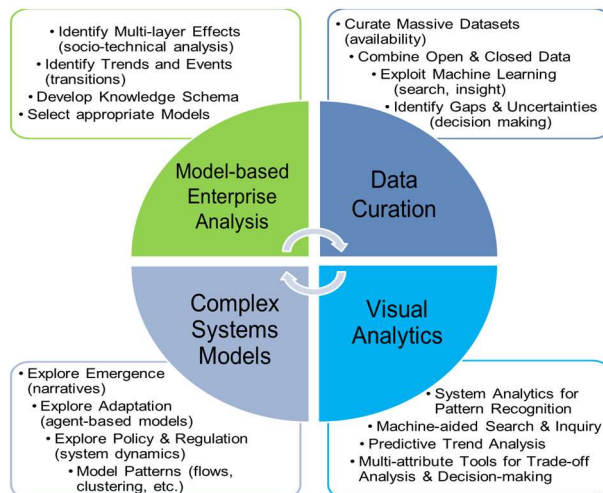 • Identify Multi-layer Effects
(socio-technical analysis)
• Identify Trends and Events
(transitions)
• Develop Knowledge Schema
• Select appropriate Models
• Curate Massive Datasets
(availability)
• Combine Open & Closed Data
• Exploit Machine Learning
(search, insight)
• Identify Gaps & Uncertainties
(decision making)
Model-based
Enterprise
Analysis
Data
Curation
Complex
Systems
Models
Visual
Analytics
• Explore Emergence
(narratives)
• Explore Adaptation
(agent-based models)
• Explore Policy & Regulation
(system dynamics)
• Model Patterns (flows,
clustering, etc.)
• System Analytics for
Pattern Recognition
• Machine-aided Search & Inquiry
• Predictive Trend Analysis
• Multi-attribute Tools for Trade-off
Analysis & Decision-making